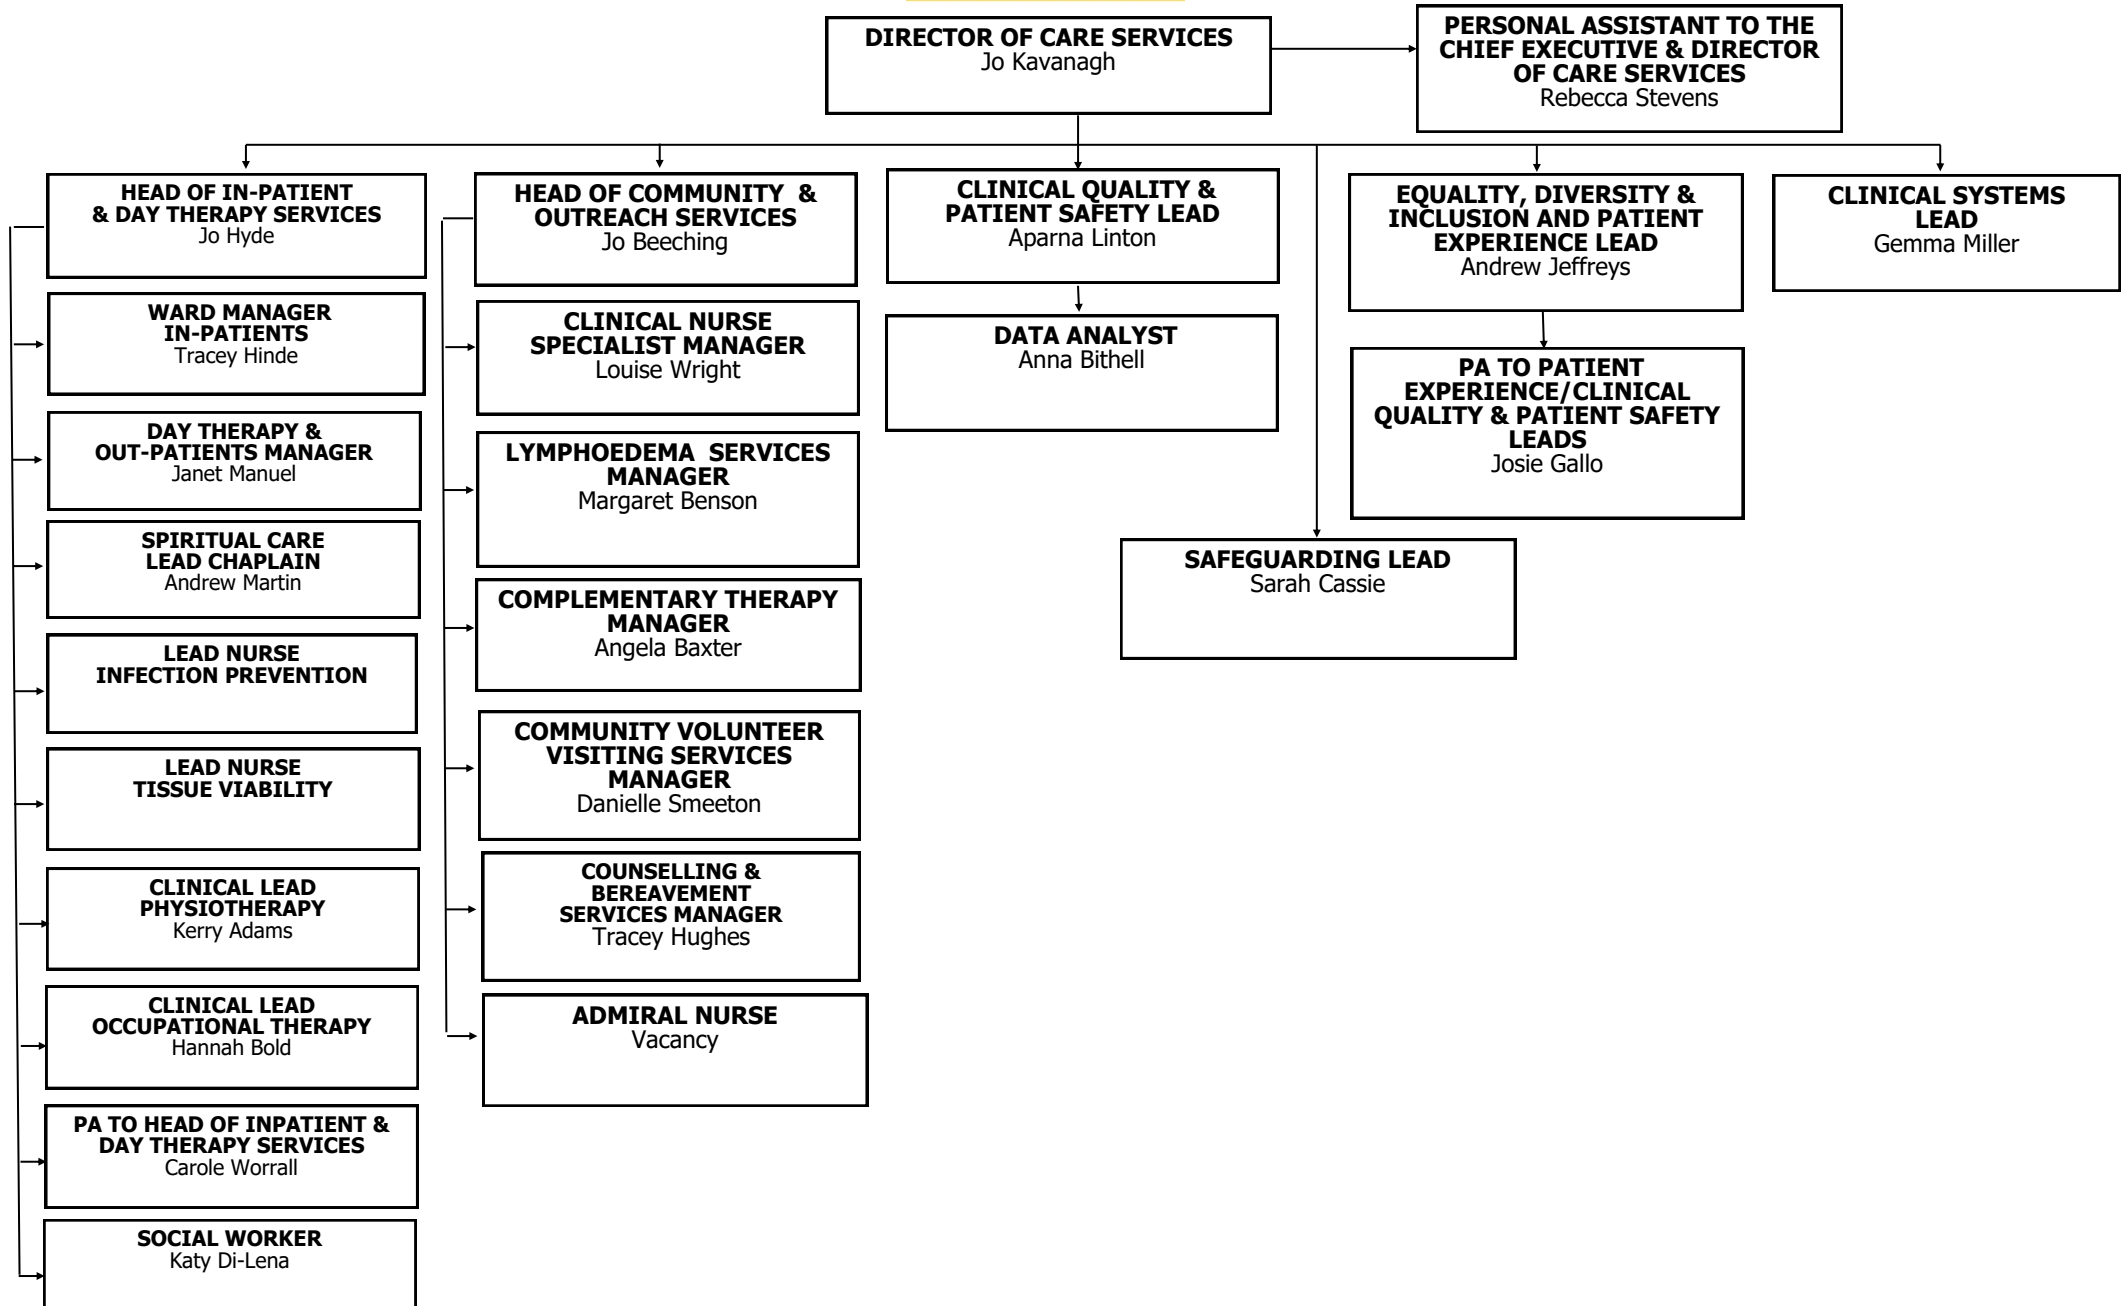 DIRECTOR OF CARE SERVICES
Jo Kavanagh
PERSONAL ASSISTANT TO THE
CHIEF EXECUTIVE & DIRECTOR
OF CARE SERVICES
Rebecca Stevens
HEAD OF IN-PATIENT
& DAY THERAPY SERVICES
Jo Hyde
HEAD OF COMMUNITY &
OUTREACH SERVICES
Jo Beeching
CLINICAL QUALITY &
PATIENT SAFETY LEAD
Aparna Linton
EQUALITY, DIVERSITY &
INCLUSION AND PATIENT
EXPERIENCE LEAD
Andrew Jeffreys
CLINICAL SYSTEMS
LEAD
Gemma Miller
WARD MANAGER
IN-PATIENTS
Tracey Hinde
DAY THERAPY &
OUT-PATIENTS MANAGER
Janet Manuel
SPIRITUAL CARE
LEAD CHAPLAIN
Andrew Martin
LEAD NURSE
INFECTION PREVENTION
LEAD NURSE
TISSUE VIABILITY
CLINICAL LEAD
PHYSIOTHERAPY
Kerry Adams
CLINICAL LEAD
OCCUPATIONAL THERAPY
Hannah Bold
PA TO HEAD OF INPATIENT &
DAY THERAPY SERVICES
Carole Worrall
SOCIAL WORKER
Katy Di-Lena
CLINICAL NURSE
SPECIALIST MANAGER
Louise Wright
LYMPHOEDEMA SERVICES
MANAGER
Margaret Benson
COMPLEMENTARY THERAPY
MANAGER
Angela Baxter
COMMUNITY VOLUNTEER
VISITING SERVICES
MANAGER
Danielle Smeeton
COUNSELLING &
BEREAVEMENT
SERVICES MANAGER
Tracey Hughes
ADMIRAL NURSE
Vacancy
DATA ANALYST
Anna Bithell
PA TO PATIENT
EXPERIENCE/CLINICAL
QUALITY & PATIENT SAFETY
LEADS
Josie Gallo
SAFEGUARDING LEAD
Sarah Cassie